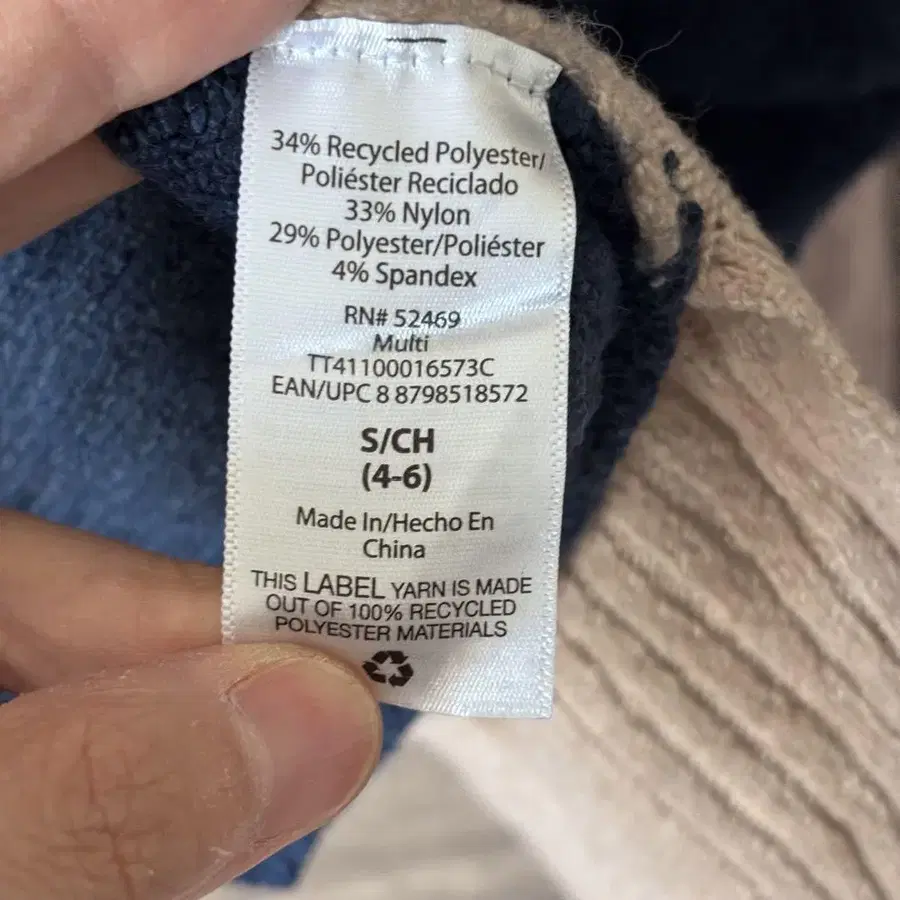 34% Recycled Polyester/
Poliéster Reciclado
33% Nylon
29% Polyester/Poliéster
4% Spandex
RN# 52469
Multi
TT41100016573C
EAN/UPC 8 8798518572
S/CH
(4-6)
Made In/Hecho En
China
THIS LABEL YARN IS MADE
OUT OF 100% RECYCLED
POLYESTER MATERIALS